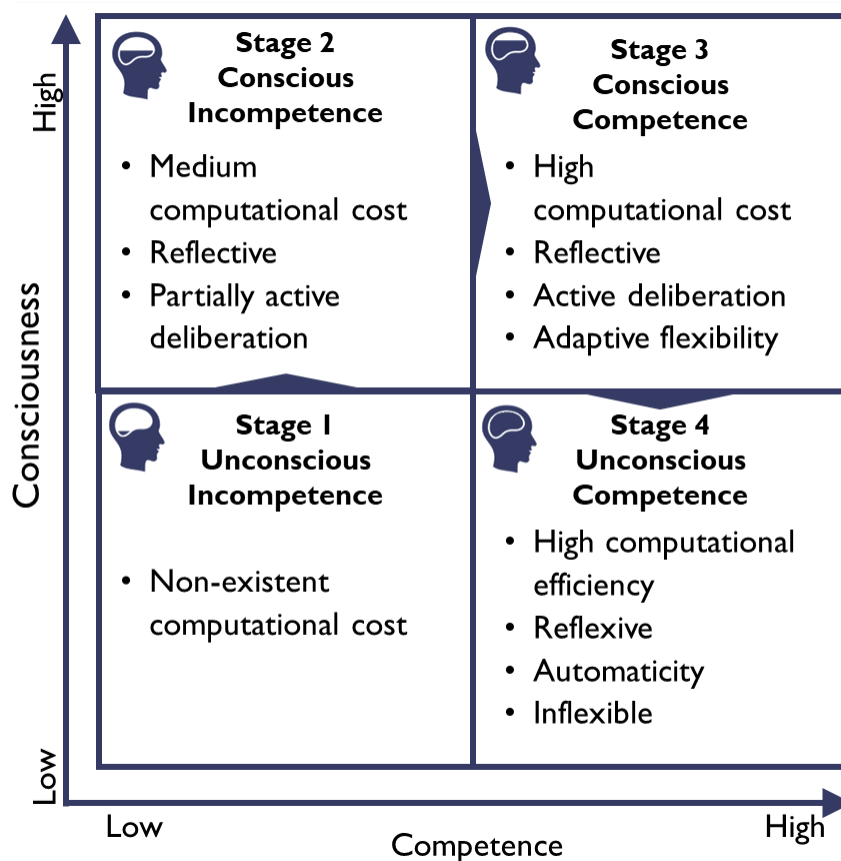 Stage 2
Conscious
Incompetence
• Medium
computational cost
• Reflective
• Partially active
deliberation
Stage 3
Conscious
Competence
• High
computational cost
• Reflective
• Active deliberation
• Adaptive flexibility
Stage 1
Unconscious
Incompetence
• Non-existent
computational cost
Stage 4
Unconscious
Competence
• High computational
efficiency
• Reflexive
• Automaticity
• Inflexible
High
Consciousness
Low
Low
Competence
High